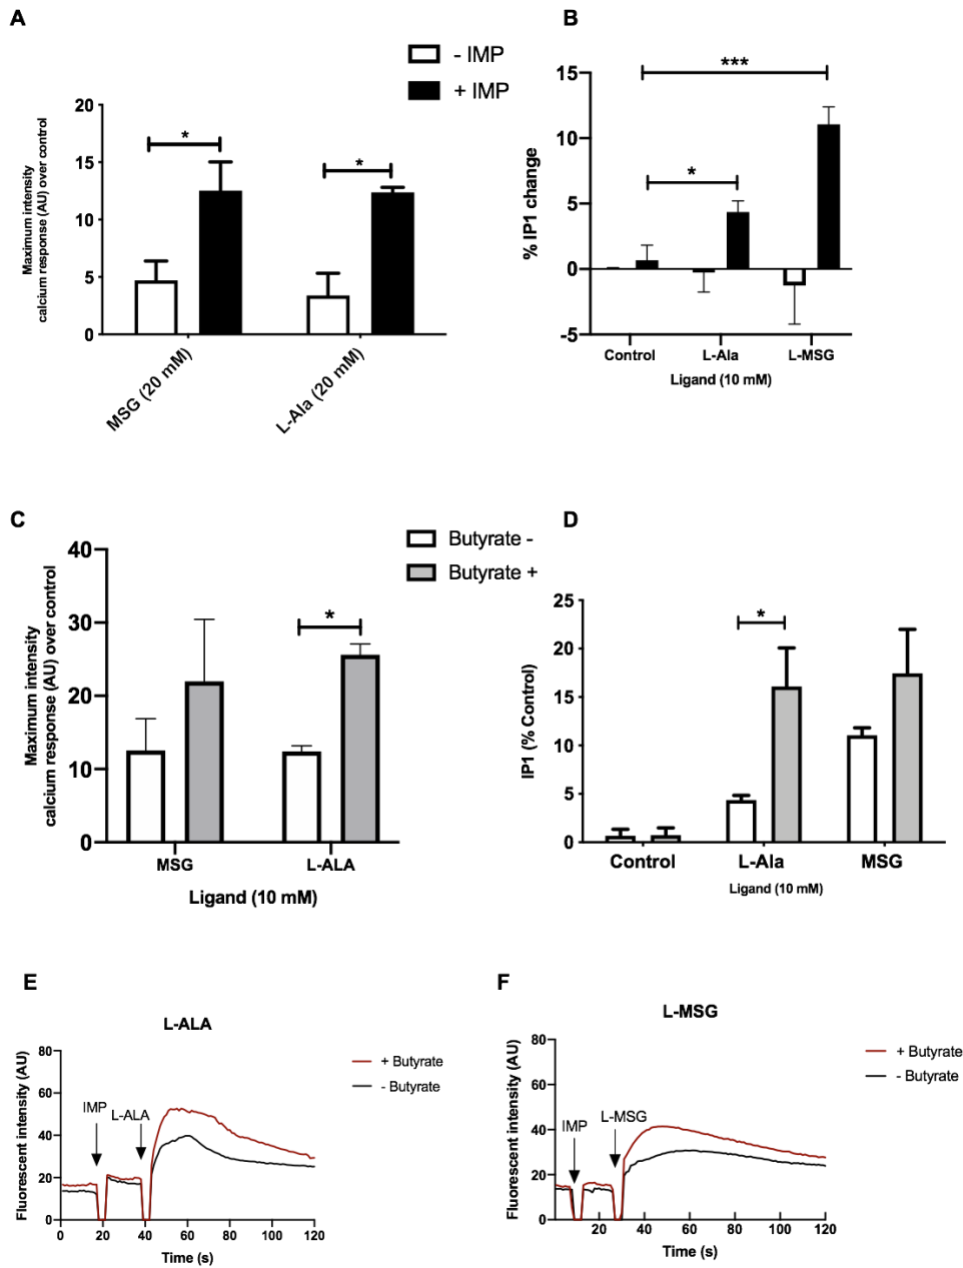 A
- IMP
+ IMP
Maximum intensity
calcium response (AU) over control
20
15
10
5
0
*
*
MSG (20 mM)
L-Ala (20 mM)
B
% IP1 change
15
10
5
0
-5
***
*
Control
L-Ala
L-MSG
Ligand (10 mM)
C
Butyrate -
Butyrate +
Maximum intensity
calcium response (AU) over control
40
30
20
10
0
*
MSG
L-ALA
Ligand (10 mM)
D
IP1 (% Control)
25
20
15
10
5
0
*
Control
L-Ala
MSG
Ligand (10 mM)
E
L-ALA
+ Butyrate
- Butyrate
Fluorescent intensity (AU)
80
60
40
20
0
IMP
L-ALA
0 20 40 60 80 100 120
Time (s)
F
L-MSG
+ Butyrate
- Butyrate
Fluorescent intensity (AU)
80
60
40
20
0
IMP
L-MSG
20 40 60 80 100 120
Time (s)